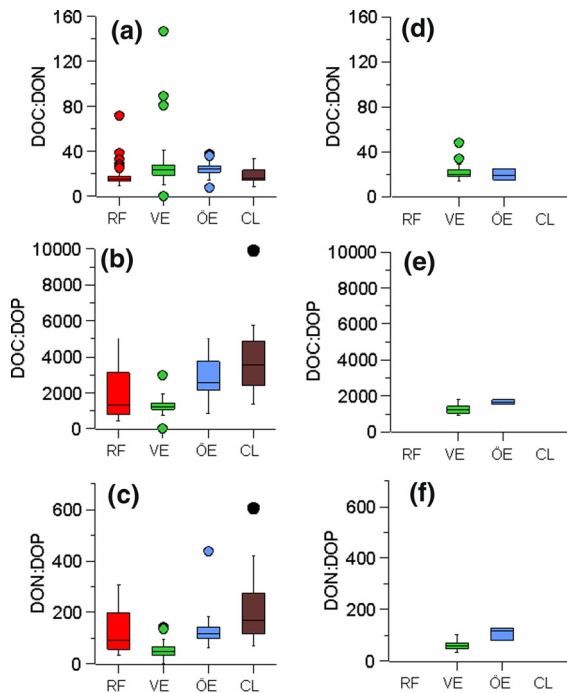 (a)
DOC:DON
160
120
80
40
0
RF VE ÖE CL
(d)
DOC:DON
160
120
80
40
0
RF VE ÖE CL
(b)
DOC:DOP
10000
8000
6000
4000
2000
0
RF VE ÖE CL
(e)
DOC:DOP
10000
8000
6000
4000
2000
0
RF VE ÖE CL
(c)
DON:DOP
600
400
200
0
RF VE ÖE CL
(f)
DON:DOP
600
400
200
0
RF VE ÖE CL